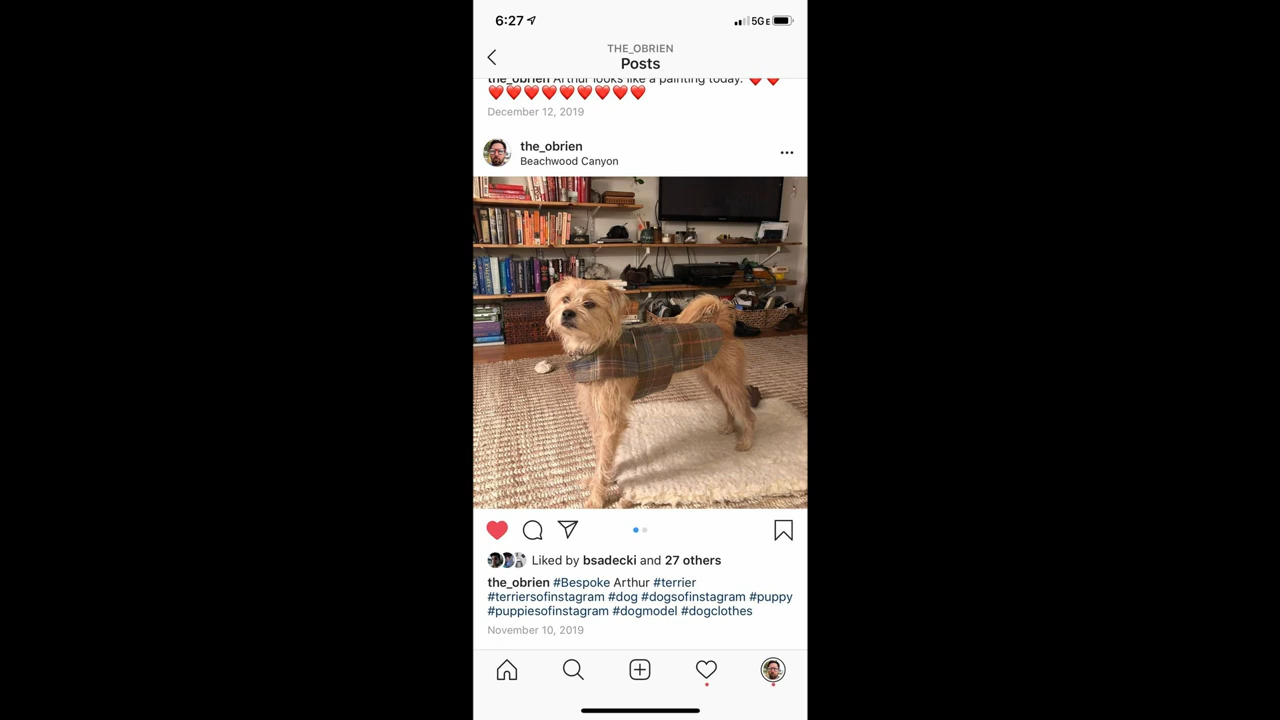 6:27
5GE
THE_OBRIEN
Posts
the_obrien Arthur looks like a painting today.
December 12, 2019
the_obrien
Beachwood Canyon
Liked by bsadecki and 27 others
the_obrien #Bespoke Arthur #terrier
#terriersofinstagram #dog #dogsofinstagram #puppy
#puppiesofinstagram #dogmodel #dogclothes
November 10, 2019